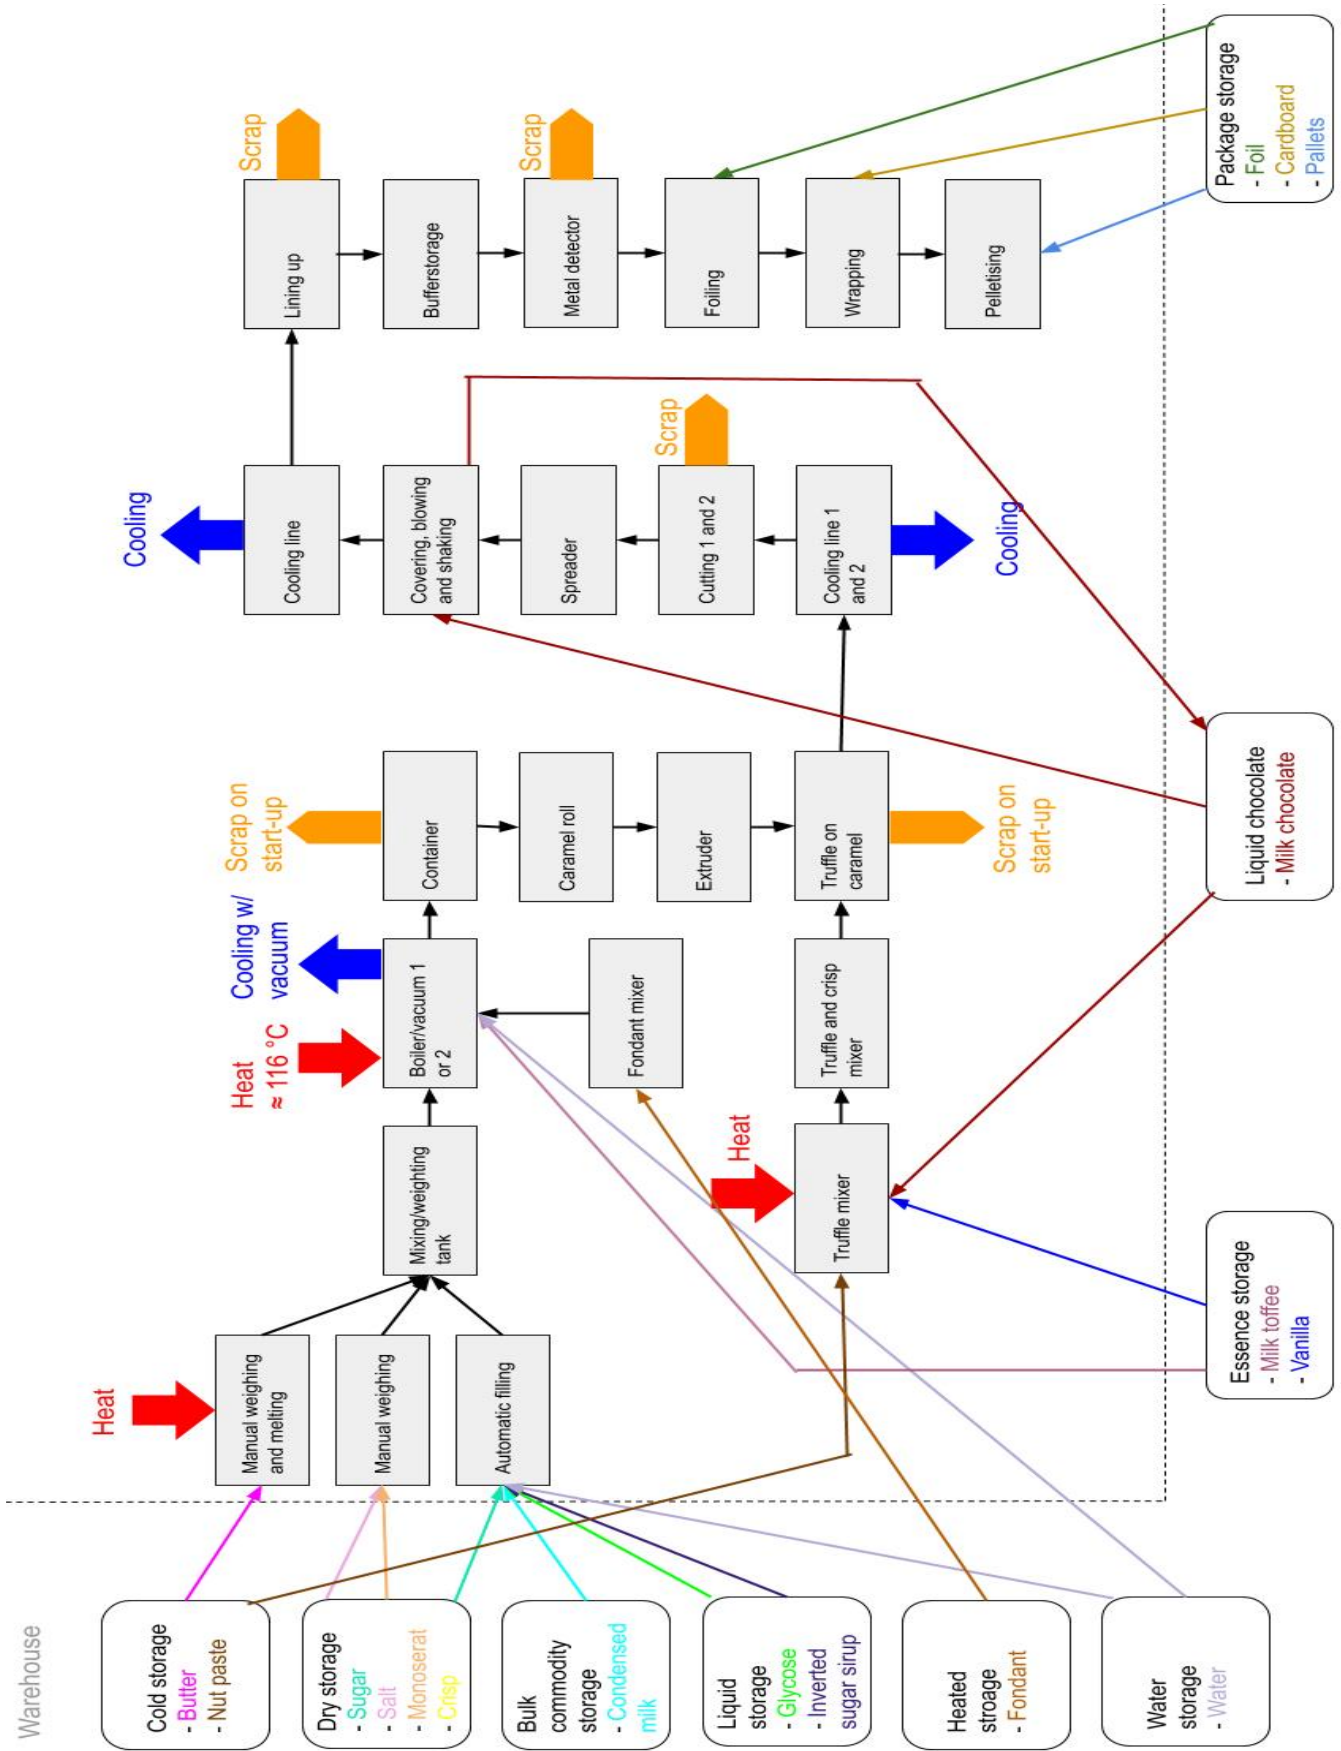 Warehouse
Cold storage
- Butter
- Nut paste
Dry storage
- Sugar
- Salt
- Monoserat
- Crisp
Bulk
commodity
storage
- Condensed
milk
Liquid
storage
- Glycose
- Inverted
sugar sirup
Heated
stroage
- Fondant
Water
storage
- Water
Heat
Manual weighing
and melting
Manual weighing
Automatic filling
Mixing/weighting
tank
Heat
≈ 116 °C
Cooling w/
vacuum
Boiler/vacuum 1
or 2
Fondant mixer
Heat
Truffle mixer
Truffle and crisp
mixer
Scrap on
start-up
Container
Caramel roll
Extruder
Truffle on
caramel
Scrap on
start-up
Cooling
Cooling line
Covering, blowing
and shaking
Spreader
Cutting 1 and 2
Scrap
Cooling line 1
and 2
Cooling
Scrap
Lining up
Bufferstorage
Scrap
Metal detector
Foiling
Wrapping
Pelletising
Essence storage
- Milk toffee
- Vanilla
Liquid chocolate
- Milk chocolate
Package storage
- Foil
- Cardboard
- Pallets